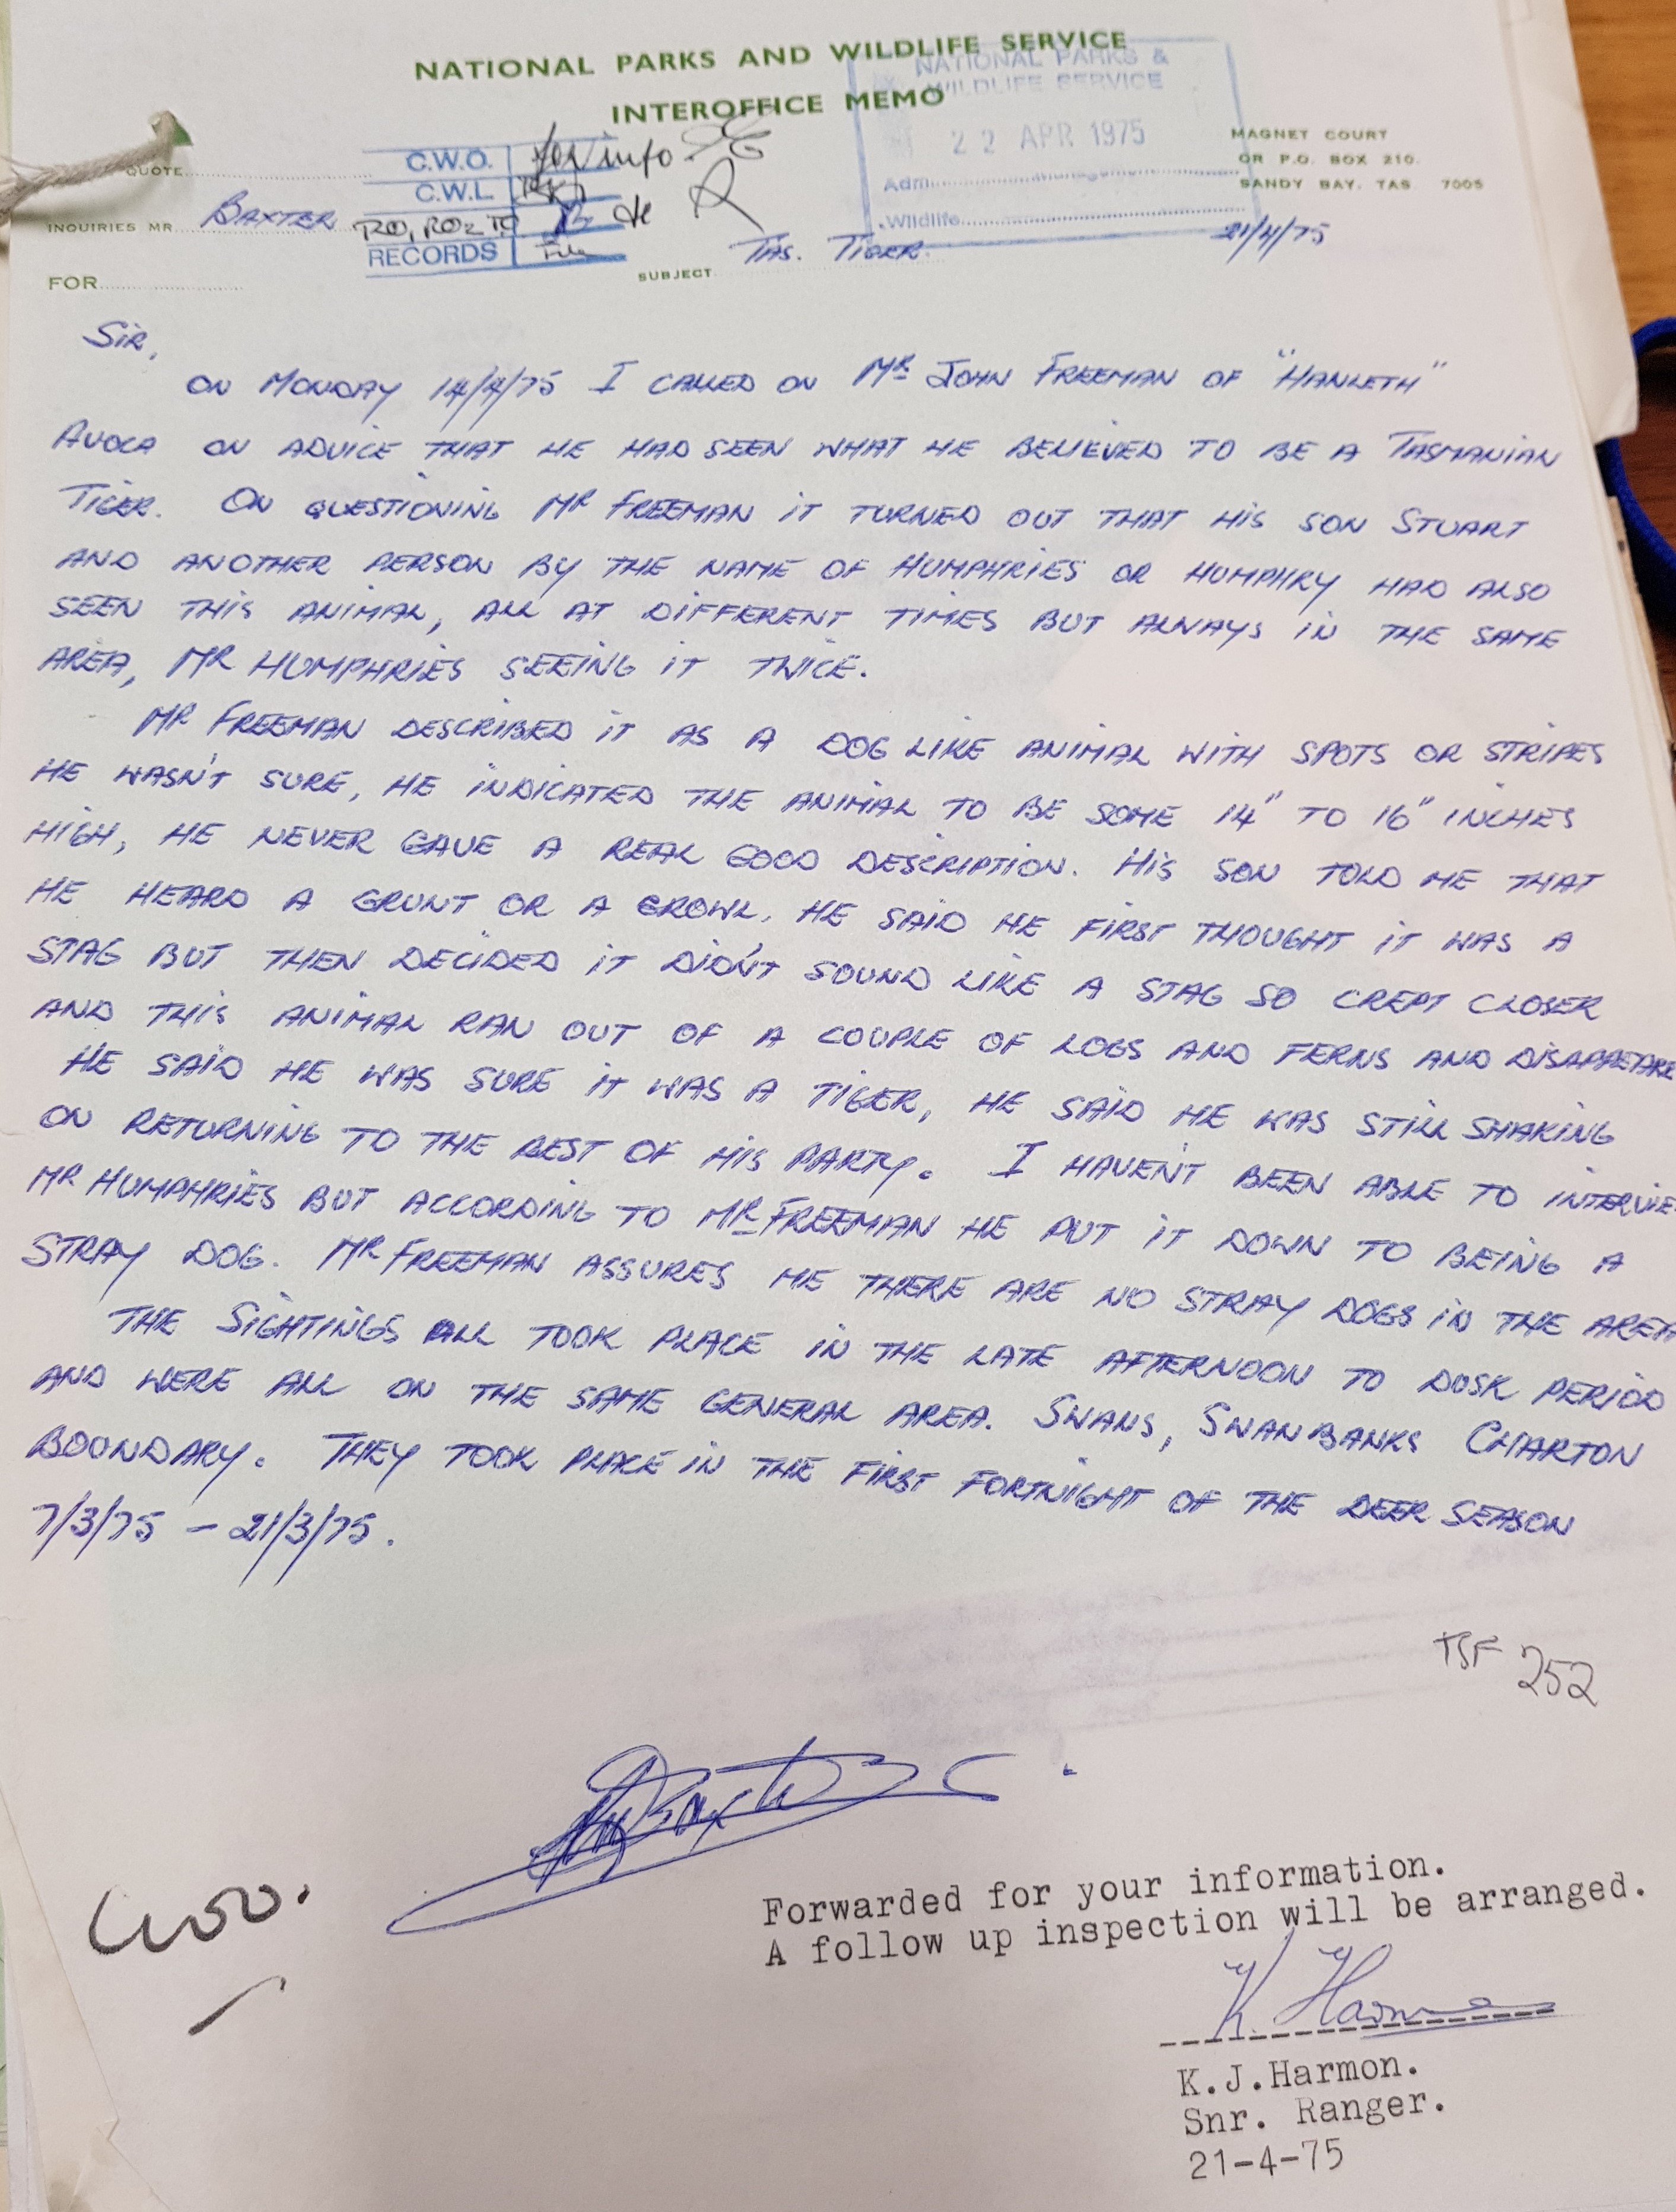 NATIONAL PARKS AND WILDLIFE SERVICE
INTEROFFICE MEMO
NATIONAL PARKS &
WILDLIFE SERVICE
22 APR 1975
Adm. Management
Wildlife
MAGNET COURT
OR P.O. BOX 210.
SANDY BAY, TAS. 7005
QUOTE
C.W.O. for info
C.W.L
INQUIRIES MR BAXTER
RO, RO2 TO
RECORDS File
FOR
SUBJECT TAS. TIGER.
21/4/75
SIR,
ON MONDAY 14/4/75 I CALLED ON MR JOHN FREEMAN OF "HANLETH"
AVOCA ON ADVICE THAT HE HAD SEEN WHAT HE BELIEVED TO BE A TASMANIAN
TIGER. ON QUESTIONING MR FREEMAN IT TURNED OUT THAT HIS SON STUART
AND ANOTHER PERSON BY THE NAME OF HUMPHRIES OR HUMPHRY HAD ALSO
SEEN THIS ANIMAL, ALL AT DIFFERENT TIMES BUT ALWAYS IN THE SAME
AREA, MR HUMPHRIES SEEING IT TWICE.
MR FREEMAN DESCRIBED IT AS A DOG LIKE ANIMAL WITH SPOTS OR STRIPES
HE WASN'T SURE, HE INDICATED THE ANIMAL TO BE SOME 14" TO 16" INCHES
HIGH, HE NEVER GAVE A REAL GOOD DESCRIPTION. HIS SON TOLD ME THAT
HE HEARD A GRUNT OR A GROWL, HE SAID HE FIRST THOUGHT IT WAS A
STAG BUT THEN DECIDED IT DIDN'T SOUND LIKE A STAG SO CREPT CLOSER
AND THIS ANIMAL RAN OUT OF A COUPLE OF LOGS AND FERNS AND DISAPPEARE
HE SAID HE WAS SURE IT WAS A TIGER, HE SAID HE WAS STILL SHAKING
ON RETURNING TO THE REST OF HIS PARTY. I HAVEN'T BEEN ABLE TO INTERVIE
MR HUMPHRIES BUT ACCORDING TO MR FREEMAN HE PUT IT DOWN TO BEING A
STRAY DOG. MR FREEMAN ASSURES ME THERE ARE NO STRAY DOGS IN THE AREA
THE SIGHTINGS ALL TOOK PLACE IN THE LATE AFTERNOON TO DUSK PERIOD
AND WERE ALL ON THE SAME GENERAL AREA. SWANS, SWANBANKS CHARTON
BOUNDARY. THEY TOOK PLACE IN THE FIRST FORTNIGHT OF THE DEER SEASON
7/3/75 – 21/3/75.
TSF 252
Baxter
CWO.
Forwarded for your information.
A follow up inspection will be arranged.
K Harmon
K.J.Harmon.
Snr. Ranger.
21-4-75